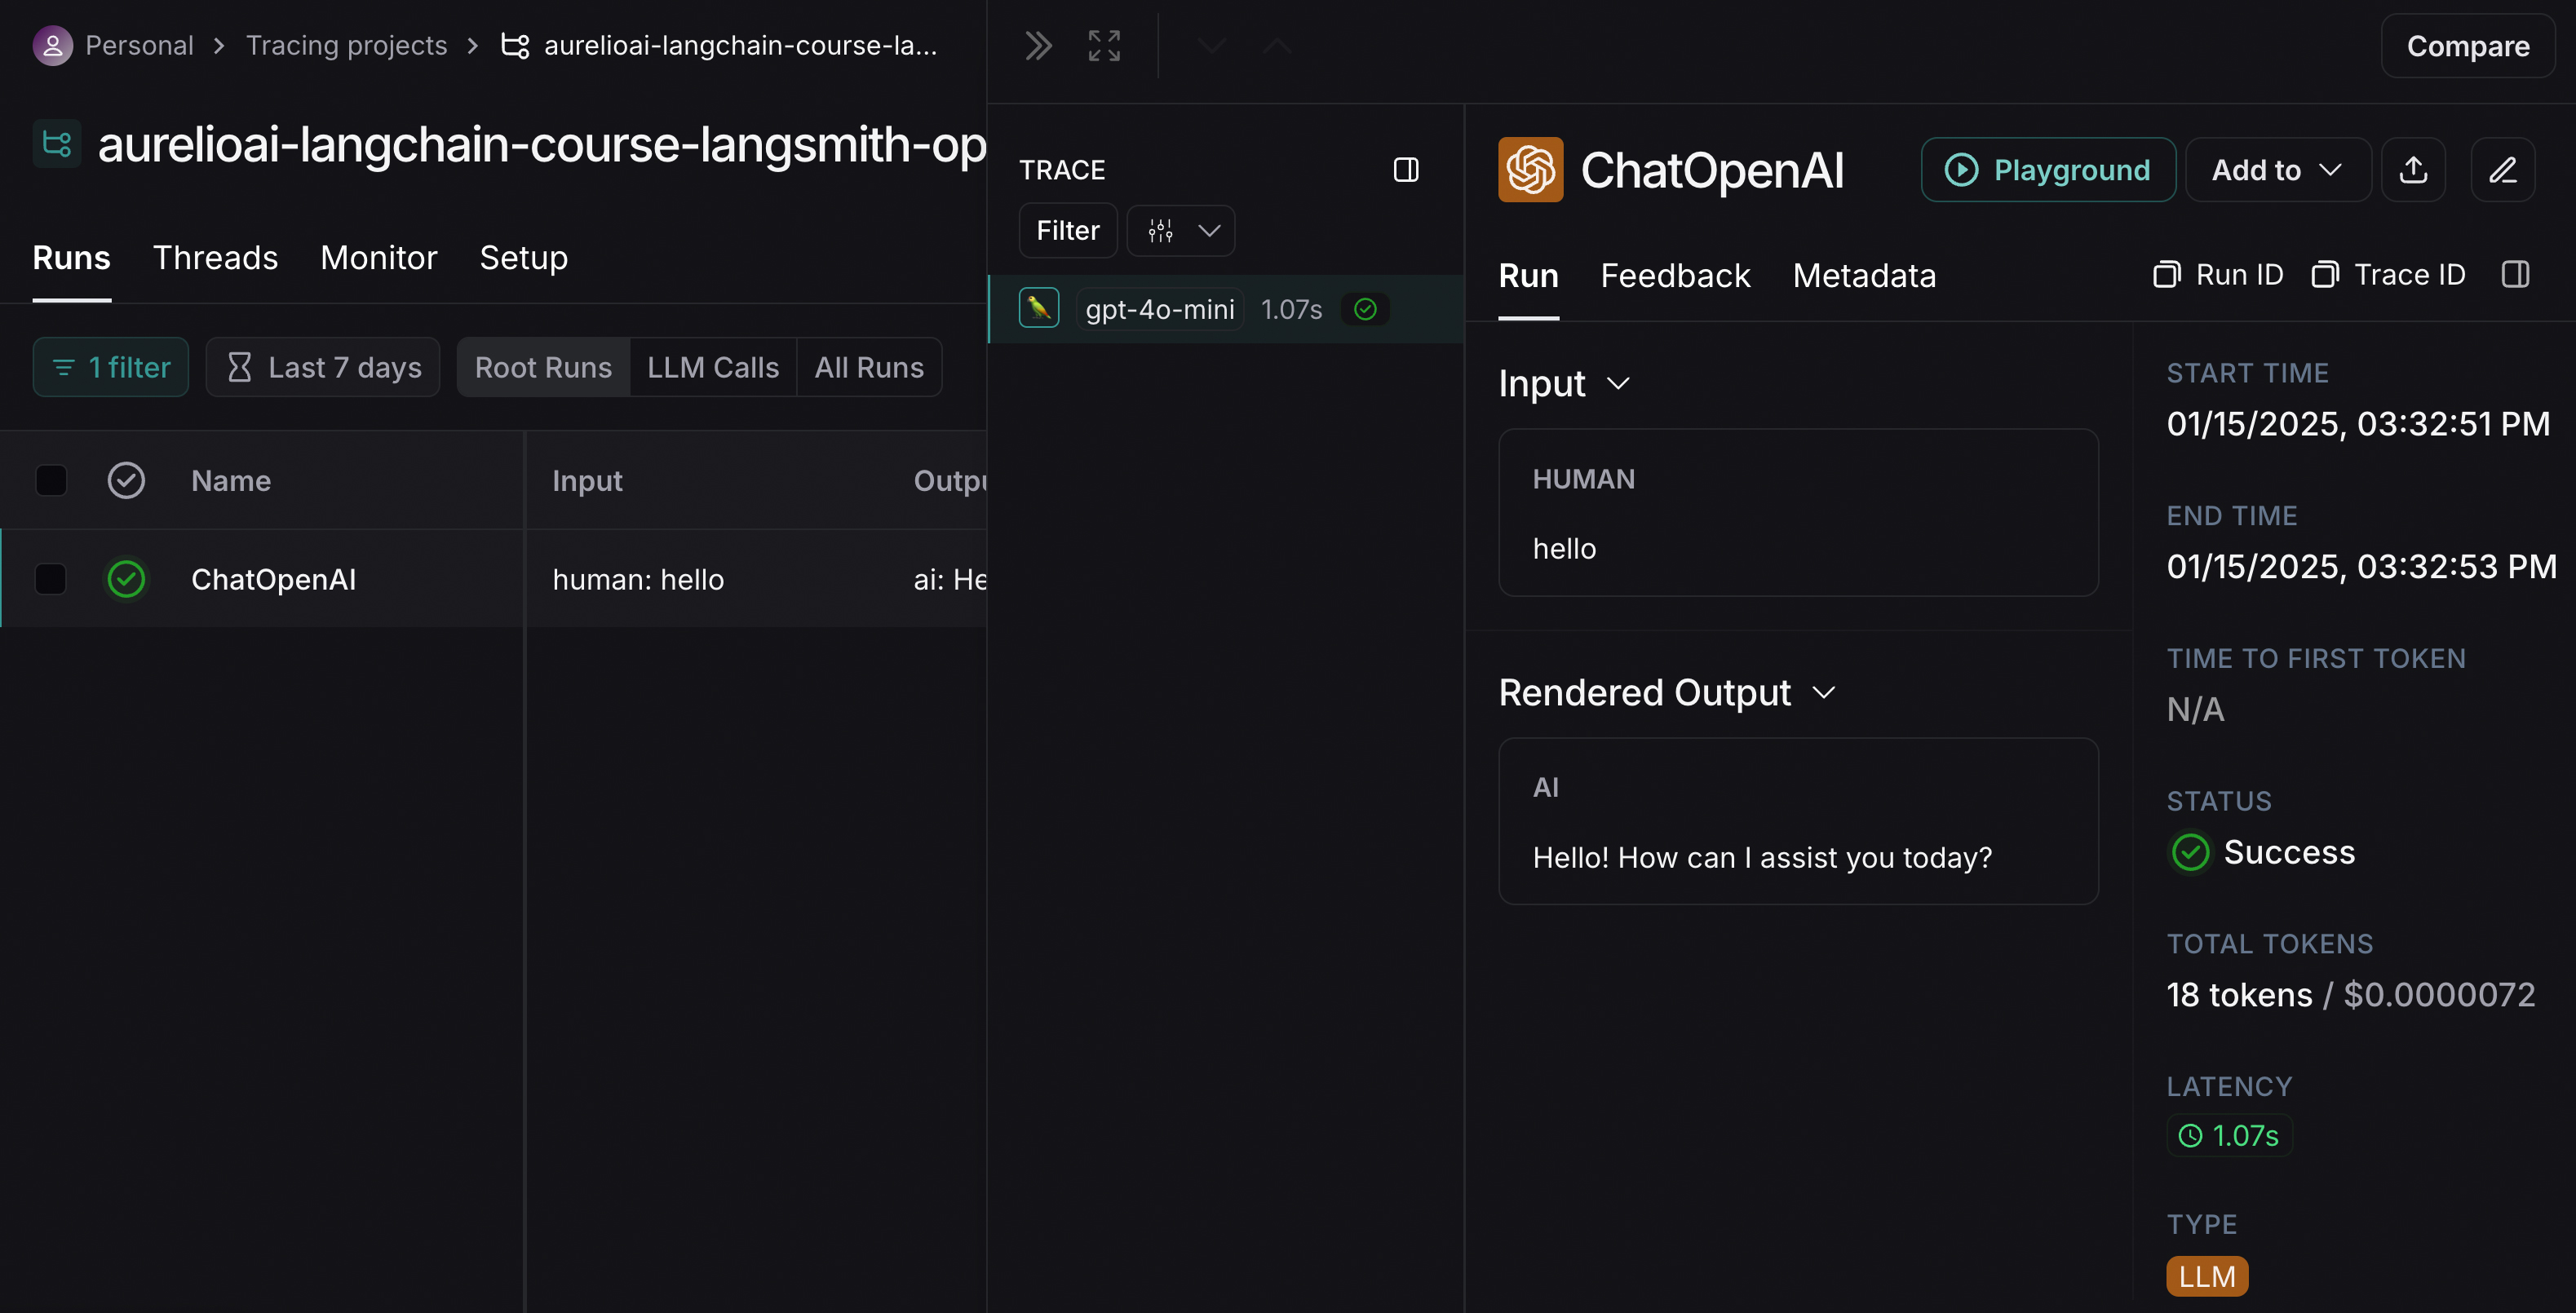 Personal > Tracing projects > aurelioai-langchain-course-la...
aurelioai-langchain-course-langsmith-op
Runs Threads Monitor Setup
1 filter Last 7 days Root Runs LLM Calls All Runs
Name Input Outpu
ChatOpenAI human: hello ai: He
Compare
TRACE
Filter
gpt-4o-mini 1.07s
ChatOpenAI Playground Add to
Run Feedback Metadata Run ID Trace ID
Input
HUMAN
hello
Rendered Output
AI
Hello! How can I assist you today?
START TIME
01/15/2025, 03:32:51 PM
END TIME
01/15/2025, 03:32:53 PM
TIME TO FIRST TOKEN
N/A
STATUS
Success
TOTAL TOKENS
18 tokens / $0.0000072
LATENCY
1.07s
TYPE
LLM